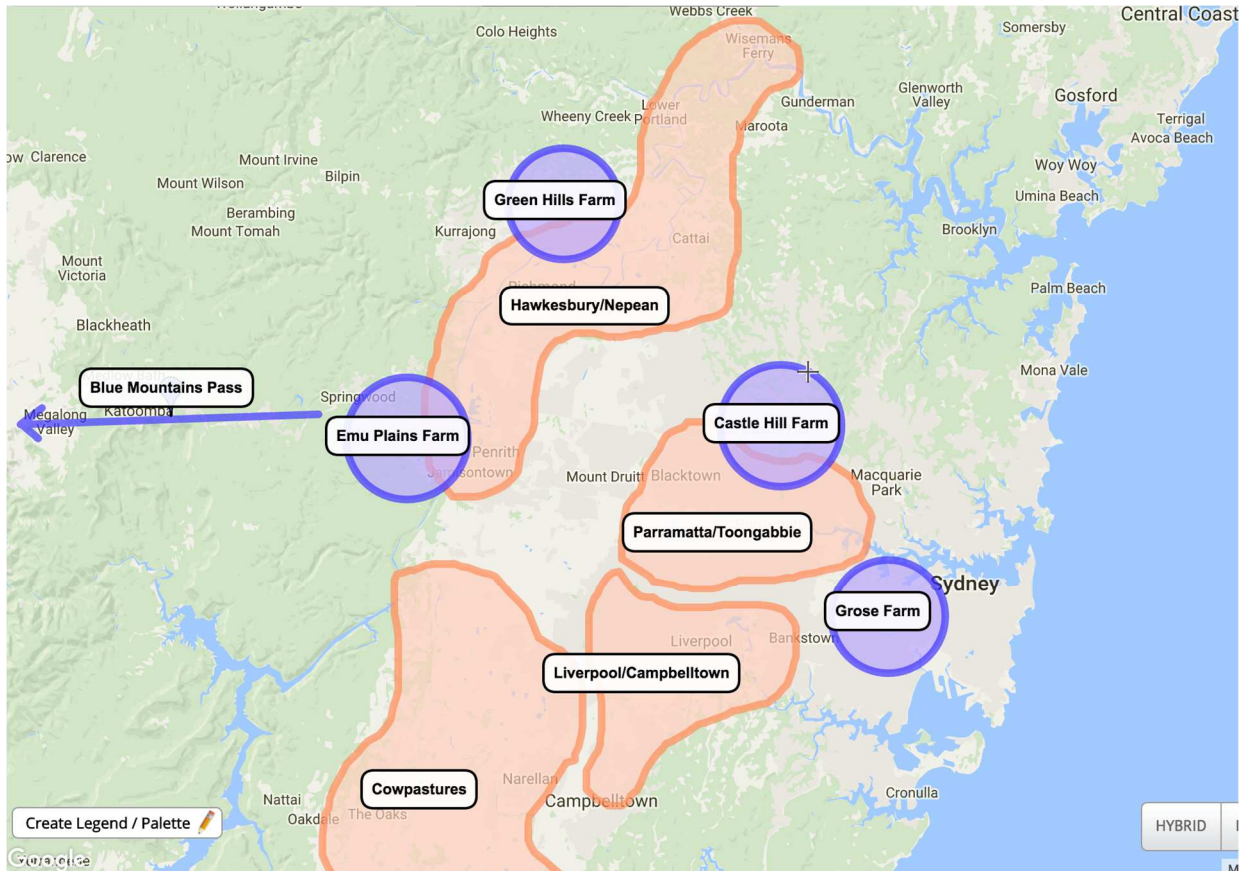 Webbs Creek
Central Coast
Colo Heights
Somersby
Wisemans
Ferry
Glenworth
Valley
Gosford
Gunderman
Lower
Portland
Wheeny Creek
Maroota
Terrigal
Avoca Beach
ow Clarence
Mount Irvine
Bilpin
Mount Wilson
Woy Woy
Umina Beach
Green Hills Farm
Berambing
Mount Tomah
Kurrajong
Cattai
Brooklyn
Mount
Victoria
Richmond
Palm Beach
Hawkesbury/Nepean
Blackheath
Mona Vale
Blue Mountains Pass
Springwood
Katoomba
Megalong
Valley
Castle Hill Farm
Emu Plains Farm
Penrith
Jamisontown
Mount Druitt
Blacktown
Macquarie
Park
Parramatta/Toongabbie
Sydney
Grose Farm
Liverpool
Bankstown
Liverpool/Campbelltown
Narellan
Cowpastures
Campbelltown
Cronulla
Nattai
Oakdale
The Oaks
Create Legend / Palette
HYBRID
Google